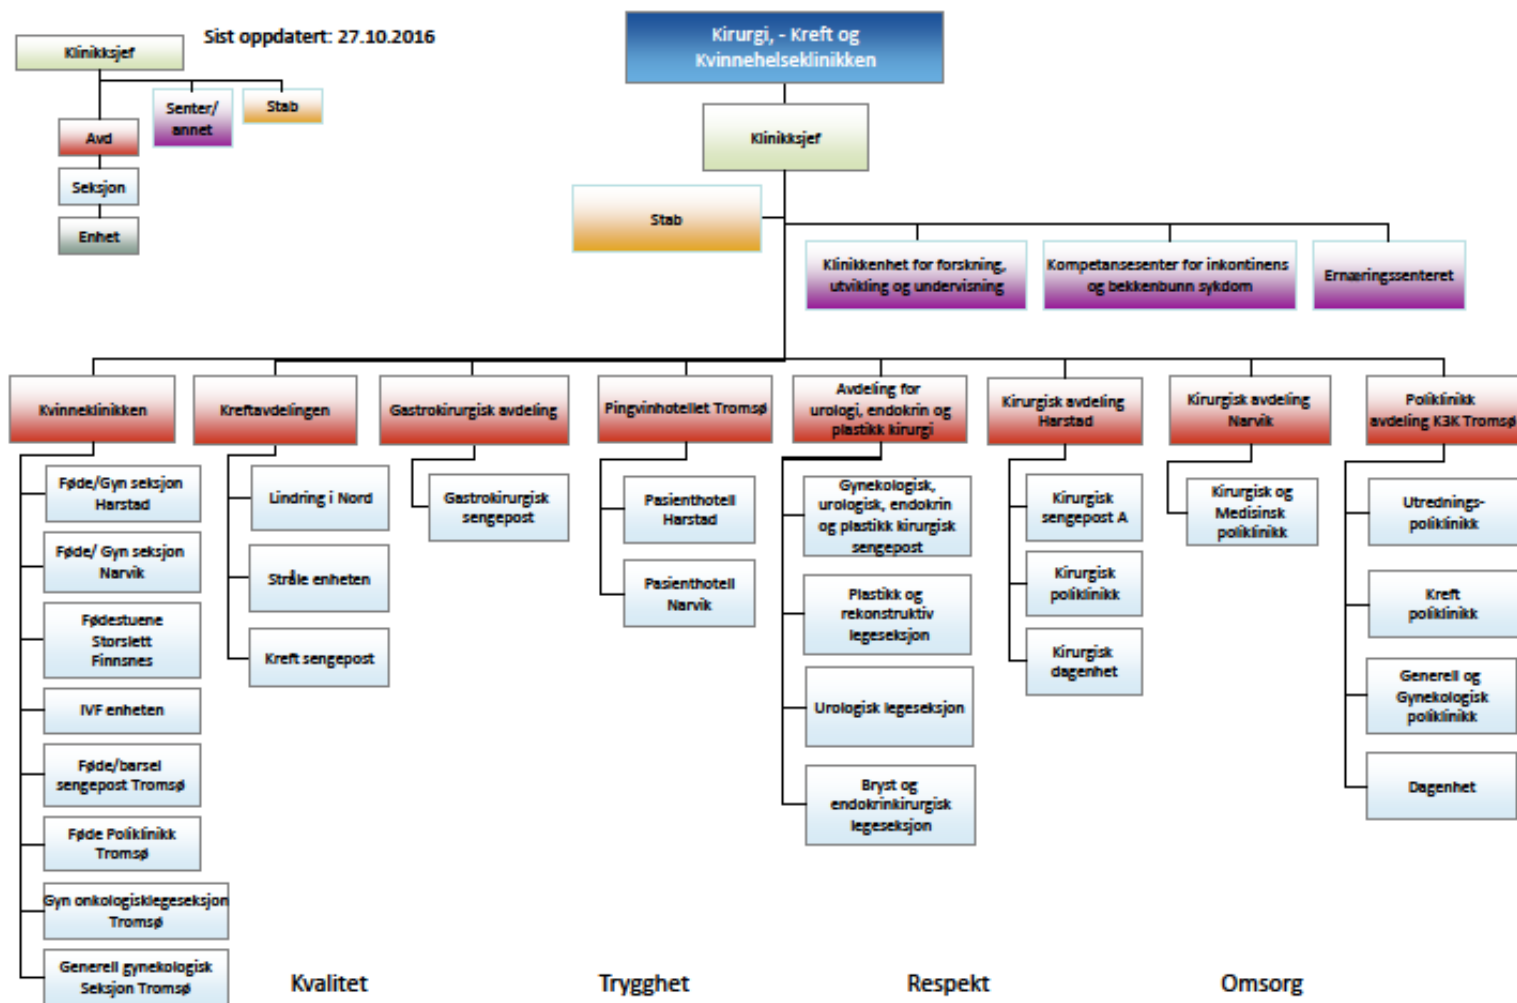 Sist oppdatert: 27.10.2016
Klinikksjef
Senter/
annet
Stab
Avd
Seksjon
Enhet
Kirurgi, - Kreft og
Kvinnehelseklinikken
Klinikksjef
Stab
Klinikkenhet for forskning,
utvikling og undervisning
Kompetansesenter for inkontinens
og bekkenbunn sykdom
Ernæringssenteret
Kvinneklinikken
Føde/Gyn seksjon
Harstad
Føde/ Gyn seksjon
Narvik
Fødestuene
Storslett
Finnsnes
IVF enheten
Føde/barsel
sengepost Tromsø
Føde Poliklinikk
Tromsø
Gyn onkologisklegeseksjon
Tromsø
Generell gynekologisk
Seksjon Tromsø
Kreftavdelingen
Lindring i Nord
Stråle enheten
Kreft sengepost
Gastrokirurgisk avdeling
Gastrokirurgisk
sengepost
Pingvinhotellet Tromsø
Pasienthotell
Harstad
Pasienthotell
Narvik
Avdeling for
urologi, endokrin og
plastikk kirurgi
Gynekologisk,
urologisk, endokrin
og plastikk kirurgisk
sengepost
Plastikk og
rekonstruktiv
legeseksjon
Urologisk legeseksjon
Bryst og
endokrinkirurgisk
legeseksjon
Kirurgisk avdeling
Harstad
Kirurgisk
sengepost A
Kirurgisk
poliklinikk
Kirurgisk
dagenhet
Kirurgisk avdeling
Narvik
Kirurgisk og
Medisinsk
poliklinikk
Poliklinikk
avdeling K3K Tromsø
Utrednings-
poliklinikk
Kreft
poliklinikk
Generell og
Gynekologisk
poliklinikk
Dagenhet
Kvalitet
Trygghet
Respekt
Omsorg